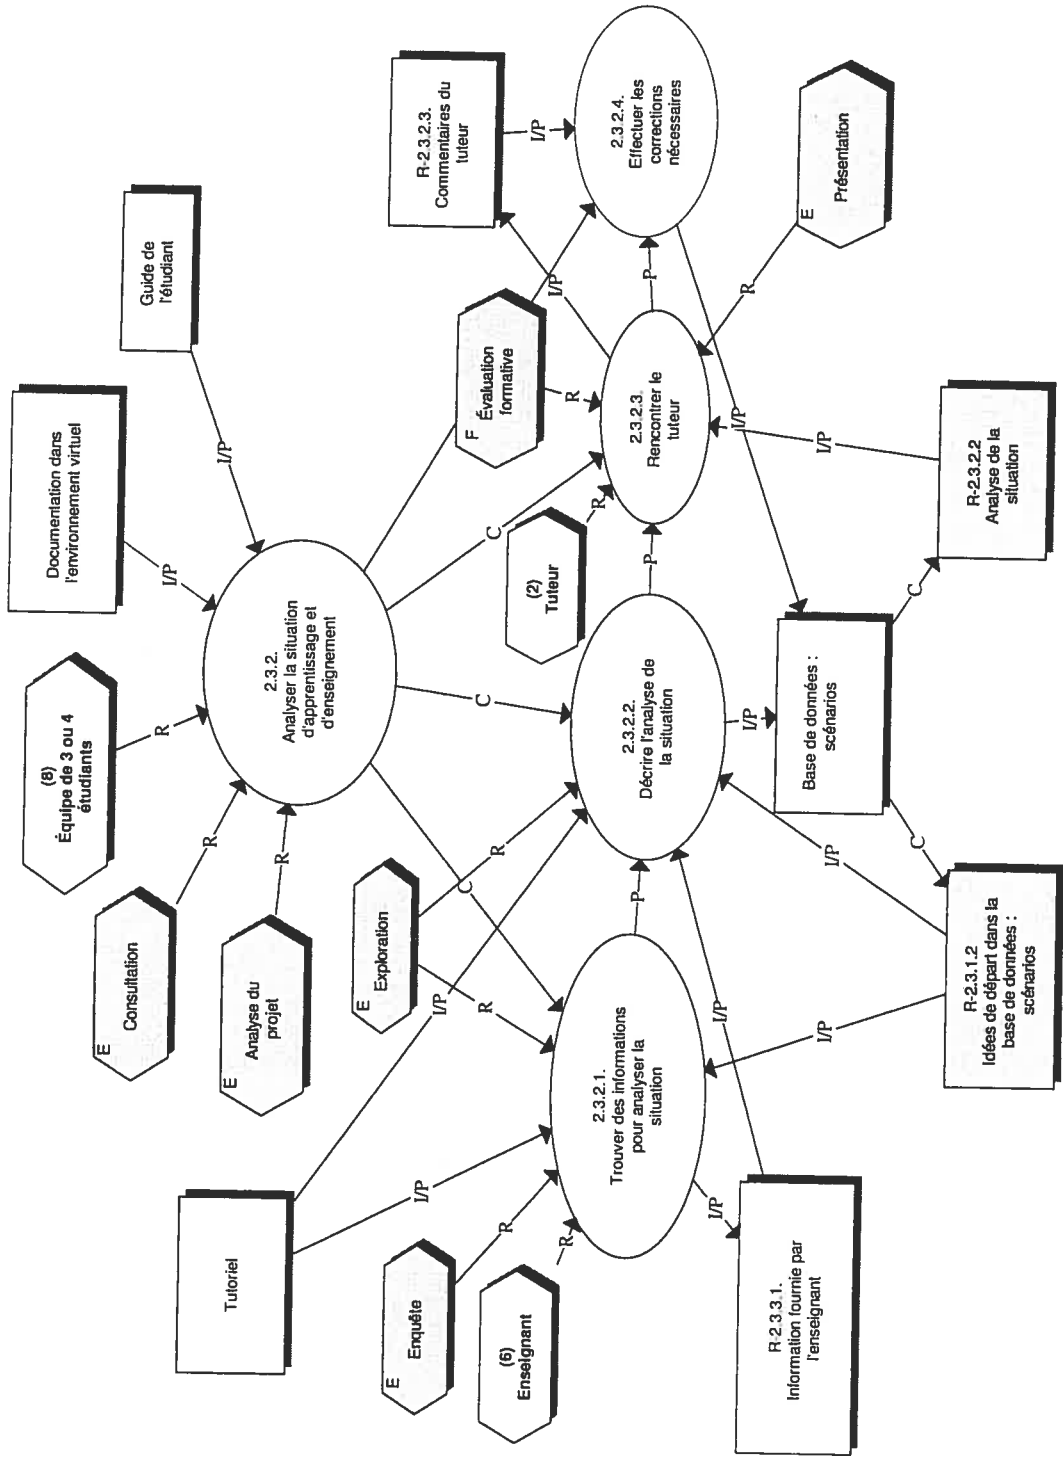 Documentation dans
l'environnement virtuel
(8)
Équipe de 3 ou 4
étudiants
Guide de
l'étudiant
E
Consultation
I/P
R
R
I/P
Tutoriel
E
Analyse du
projet
R
2.3.2.
Analyser la situation
d'apprentissage et
d'enseignement
E
Exploration
E
Enquête
I/P
I/P
C
R
R
C
C
R-2.3.2.3.
Commentaires du
tuteur
F
Évaluation
formative
(2)
Tuteur
(6)
Enseignant
R
R
R
R
I/P
I/P
2.3.2.1.
Trouver des informations
pour analyser la
situation
P
2.3.2.2.
Décrire l'analyse de
la situation
P
2.3.2.3.
Rencontrer le
tuteur
P
2.3.2.4.
Effectuer les
corrections
nécessaires
I/P
I/P
I/P
I/P
R
E
Présentation
R-2.3.3.1.
Information fournie par
l'enseignant
I/P
I/P
Base de données :
scénarios
I/P
C
C
R-2.3.1.2
Idées de départ dans la
base de données :
scénarios
R-2.3.2.2
Analyse de la
situation